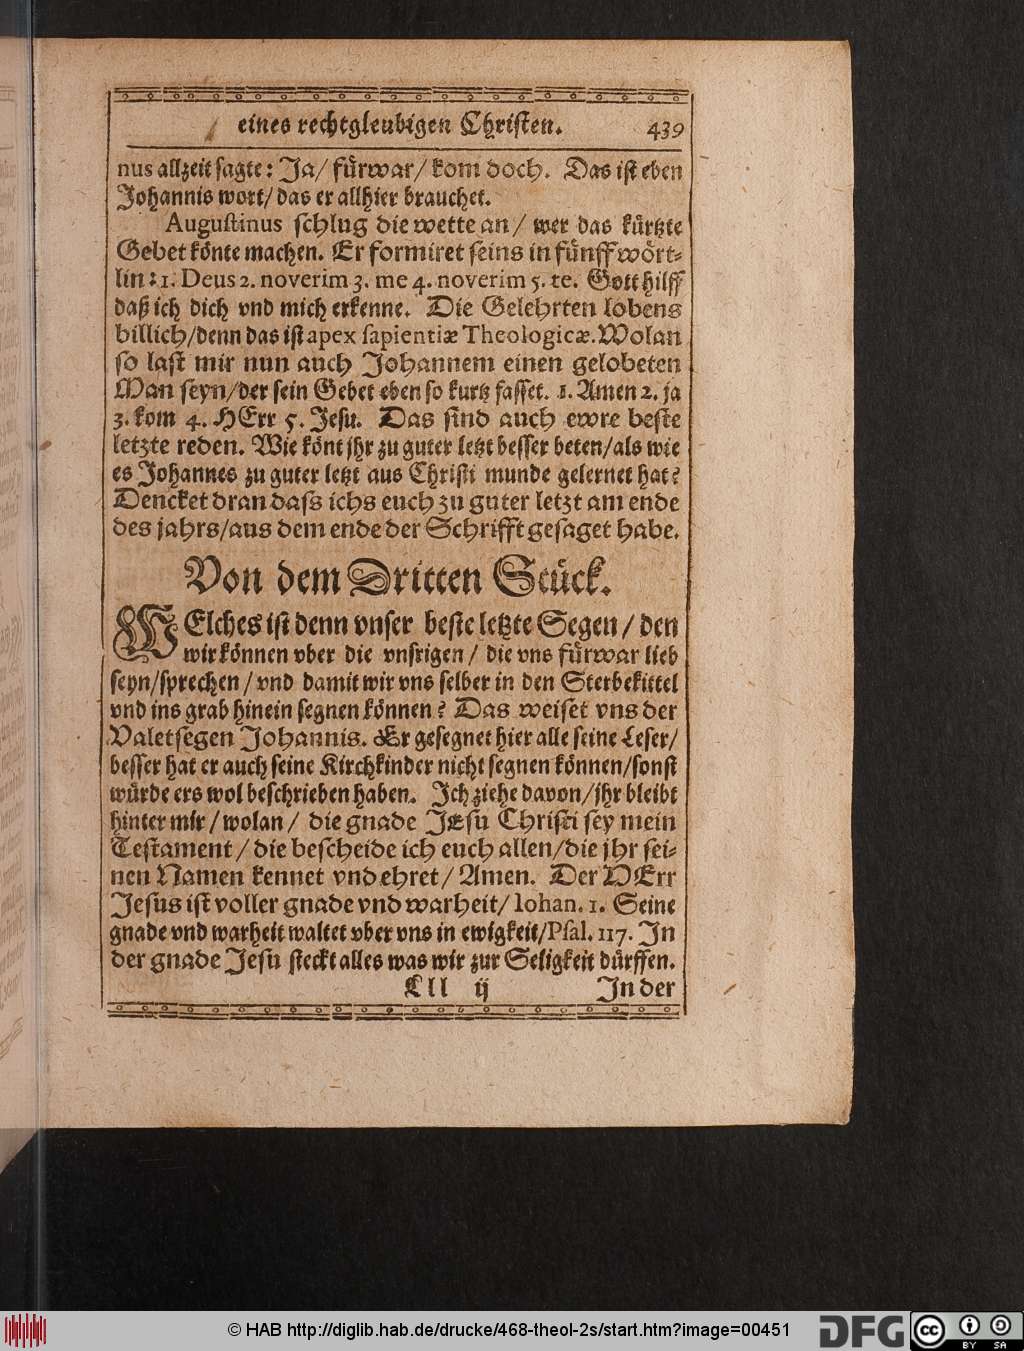 eines rechtgleubigen Christen. 439
nus allzeit sagte: Ja/ fürwar/ kom doch. Das ist eben
Johannis wort/ das er allhier brauchet.
Augustinus schlug die wette an/ wer das kürtzte
Gebet könte machen. Er formiret seins in fünff wört-
lin: 1. Deus 2. noverim 3. me 4. noverim 5. te. Gott hilff
daß ich dich vnd mich erkenne. Die Gelehrten lobens
billich/denn das ist apex sapientiæ Theologicæ. Wolan
so last mir nun auch Johannem einen gelobeten
Man seyn/der sein Gebet eben so kurtz fasset. 1. Amen 2. ja
3. kom 4. HErr 5. Jesu. Das sind auch ewre beste
letzte reden. Wie könt jhr zu guter letzt besser beten/als wie
es Johannes zu guter letzt aus Christi munde gelernet hat?
Dencket dran dass ichs euch zu guter letzt am ende
des jahrs/aus dem ende der Schrifft gesaget habe.
Von dem Dritten Stück.
WElches ist denn vnser beste letzte Segen/ den
wir können vber die vnsrigen/ die vns fürwar lieb
seyn/sprechen/ vnd damit wir vns selber in den Sterbekittel
vnd ins grab hinein segnen können? Das weiset vns der
Valetsegen Johannis. Er gesegnet hier alle seine Leser/
besser hat er auch seine Kirchkinder nicht segnen können/sonst
würde ers wol beschrieben haben. Ich ziehe davon/jhr bleibt
hinter mir/ wolan/ die gnade JEsu Christi sey mein
Testament/ die bescheide ich euch allen/die jhr sei-
nen Namen kennet vnd ehret/ Amen. Der HErr
Jesus ist voller gnade vnd warheit/ Iohan. 1. Seine
gnade vnd warheit waltet vber vns in ewigkeit/Psal. 117. In
der gnade Jesu steckt alles was wir zur Seligkeit dürffen.
Lll ij In der
© HAB http://diglib.hab.de/drucke/468-theol-2s/start.htm?image=00451
DFG
cc BY SA